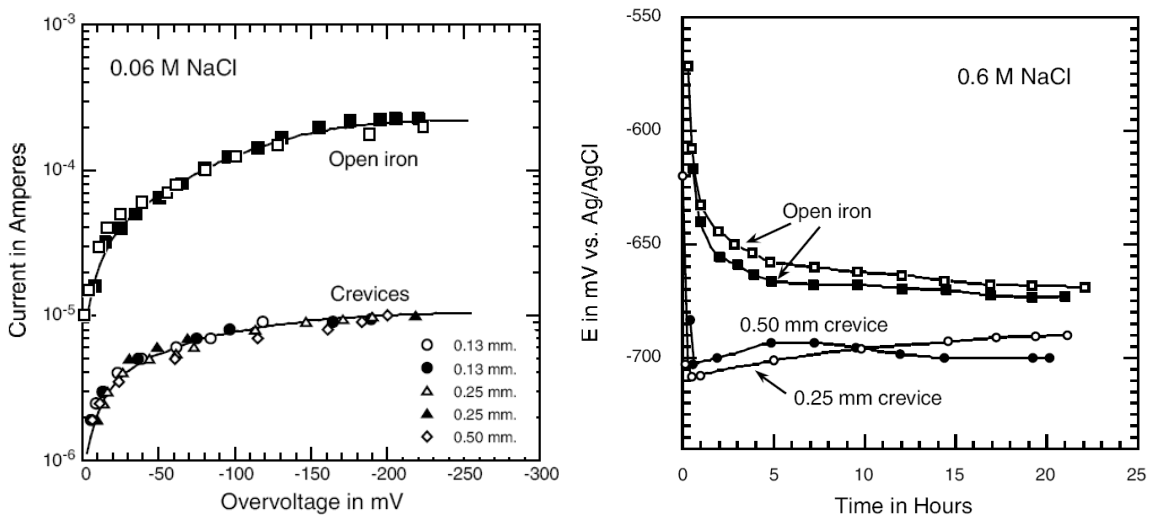 10⁻³
10⁻⁴
10⁻⁵
10⁻⁶
Current in Amperes
0.06 M NaCl
Open iron
Crevices
0.13 mm.
0.13 mm.
0.25 mm.
0.25 mm.
0.50 mm.
0 -50 -100 -150 -200 -250 -300
Overvoltage in mV
-550
-600
-650
-700
E in mV vs. Ag/AgCl
0.6 M NaCl
Open iron
0.50 mm crevice
0.25 mm crevice
0 5 10 15 20 25
Time in Hours